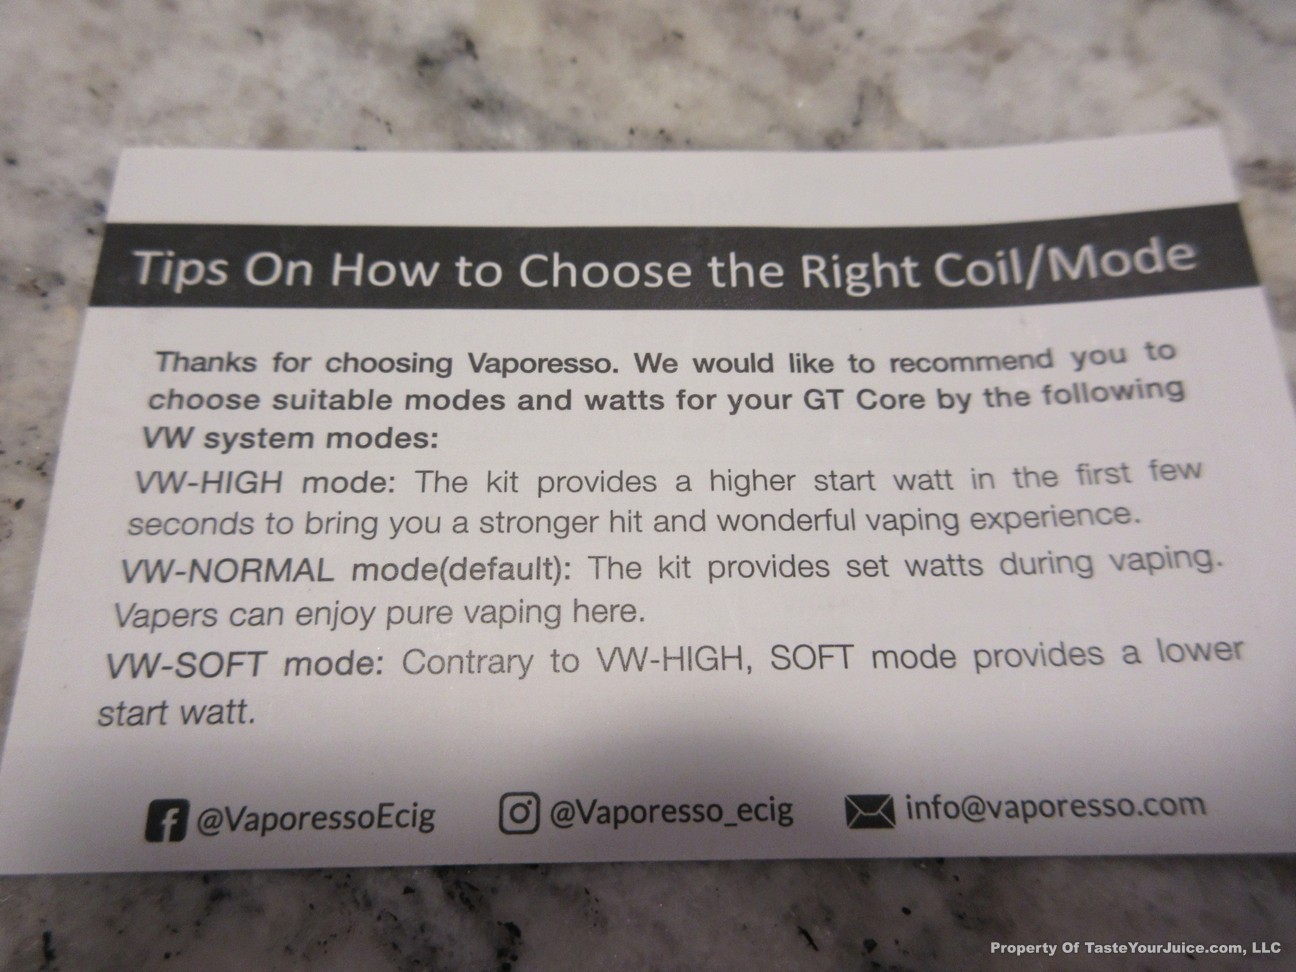 Tips On How to Choose the Right Coil/Mode
Thanks for choosing Vaporesso. We would like to recommend you to
choose suitable modes and watts for your GT Core by the following
VW system modes:
VW-HIGH mode: The kit provides a higher start watt in the first few
seconds to bring you a stronger hit and wonderful vaping experience.
VW-NORMAL mode(default): The kit provides set watts during vaping.
Vapers can enjoy pure vaping here.
VW-SOFT mode: Contrary to VW-HIGH, SOFT mode provides a lower
start watt.
@VaporessoEcig @Vaporesso_ecig info@vaporesso.com
Property Of TasteYourJuice.com, LLC